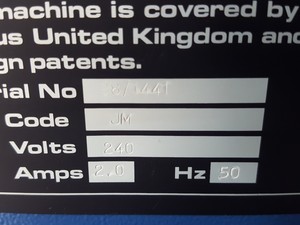 machine is covered by
us United Kingdom and
gn patents.
rial No
Code JM
Volts 240
Amps 2.0 Hz 50